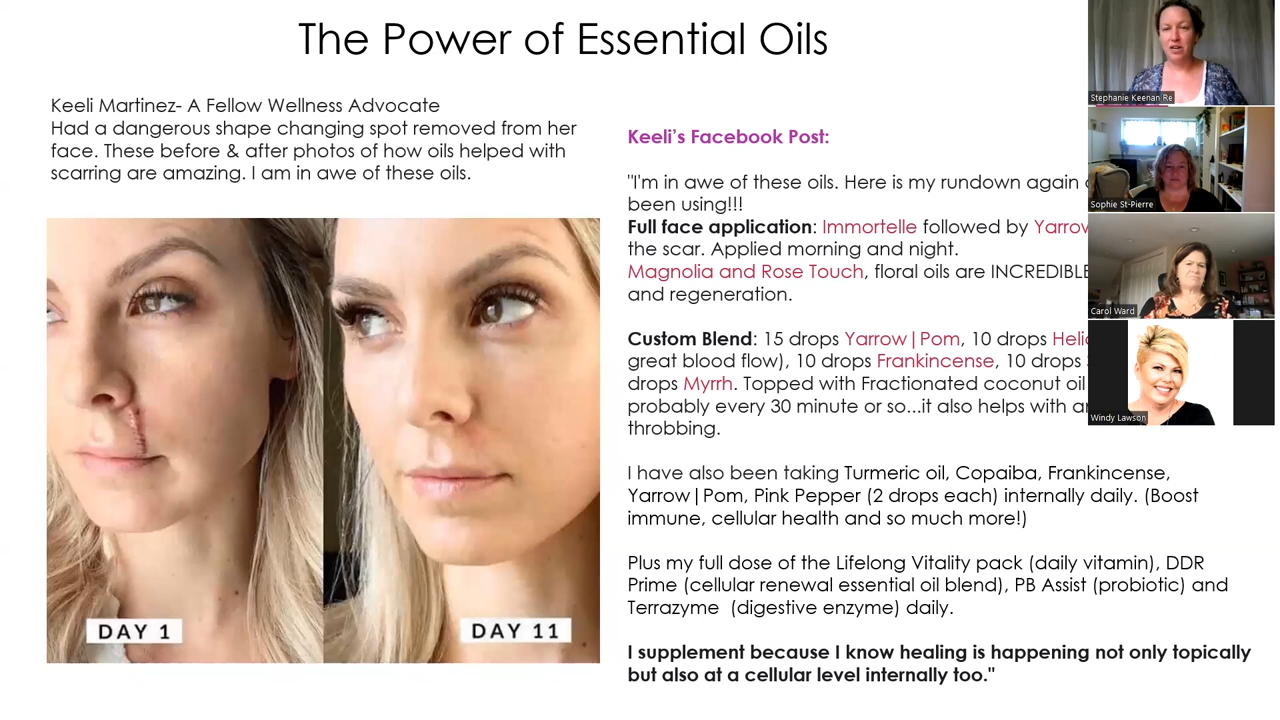 The Power of Essential Oils
Keeli Martinez- A Fellow Wellness Advocate
Had a dangerous shape changing spot removed from her
face. These before & after photos of how oils helped with
scarring are amazing. I am in awe of these oils.
DAY 1
DAY 11
Keeli's Facebook Post:
"I'm in awe of these oils. Here is my rundown again
been using!!!
Full face application: Immortelle followed by
the scar. Applied morning and night.
Magnolia and Rose Touch, floral oils are INCREDIBLE
and regeneration.
Custom Blend: 15 drops Yarrow|Pom, 10 drops
great blood flow), 10 drops Frankincense, 10 drops
drops Myrrh. Topped with Fractionated coconut oil
probably every 30 minute or so...it also helps with
throbbing.
I have also been taking Turmeric oil, Copaiba, Frankincense,
Yarrow|Pom, Pink Pepper (2 drops each) internally daily. (Boost
immune, cellular health and so much more!)
Plus my full dose of the Lifelong Vitality pack (daily vitamin), DDR
Prime (cellular renewal essential oil blend), PB Assist (probiotic) and
Terrazyme (digestive enzyme) daily.
I supplement because I know healing is happening not only topically
but also at a cellular level internally too."
Stephanie Keenan Re
Sophie St-Pierre
Carol Ward
Windy Lawson